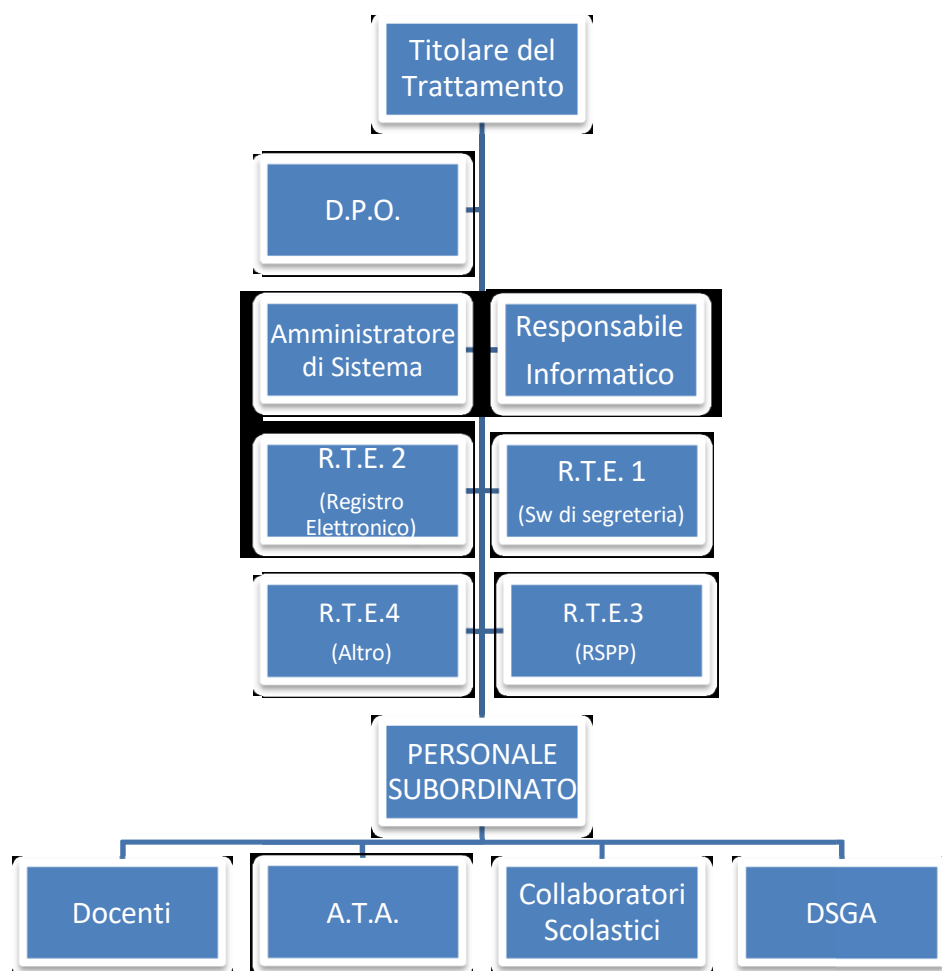 Titolare del
Trattamento
D.P.O.
Amministratore
di Sistema
Responsabile
Informatico
R.T.E. 2
(Registro
Elettronico)
R.T.E. 1
(Sw di segreteria)
R.T.E.4
(Altro)
R.T.E.3
(RSPP)
PERSONALE
SUBORDINATO
Docenti
A.T.A.
Collaboratori
Scolastici
DSGA